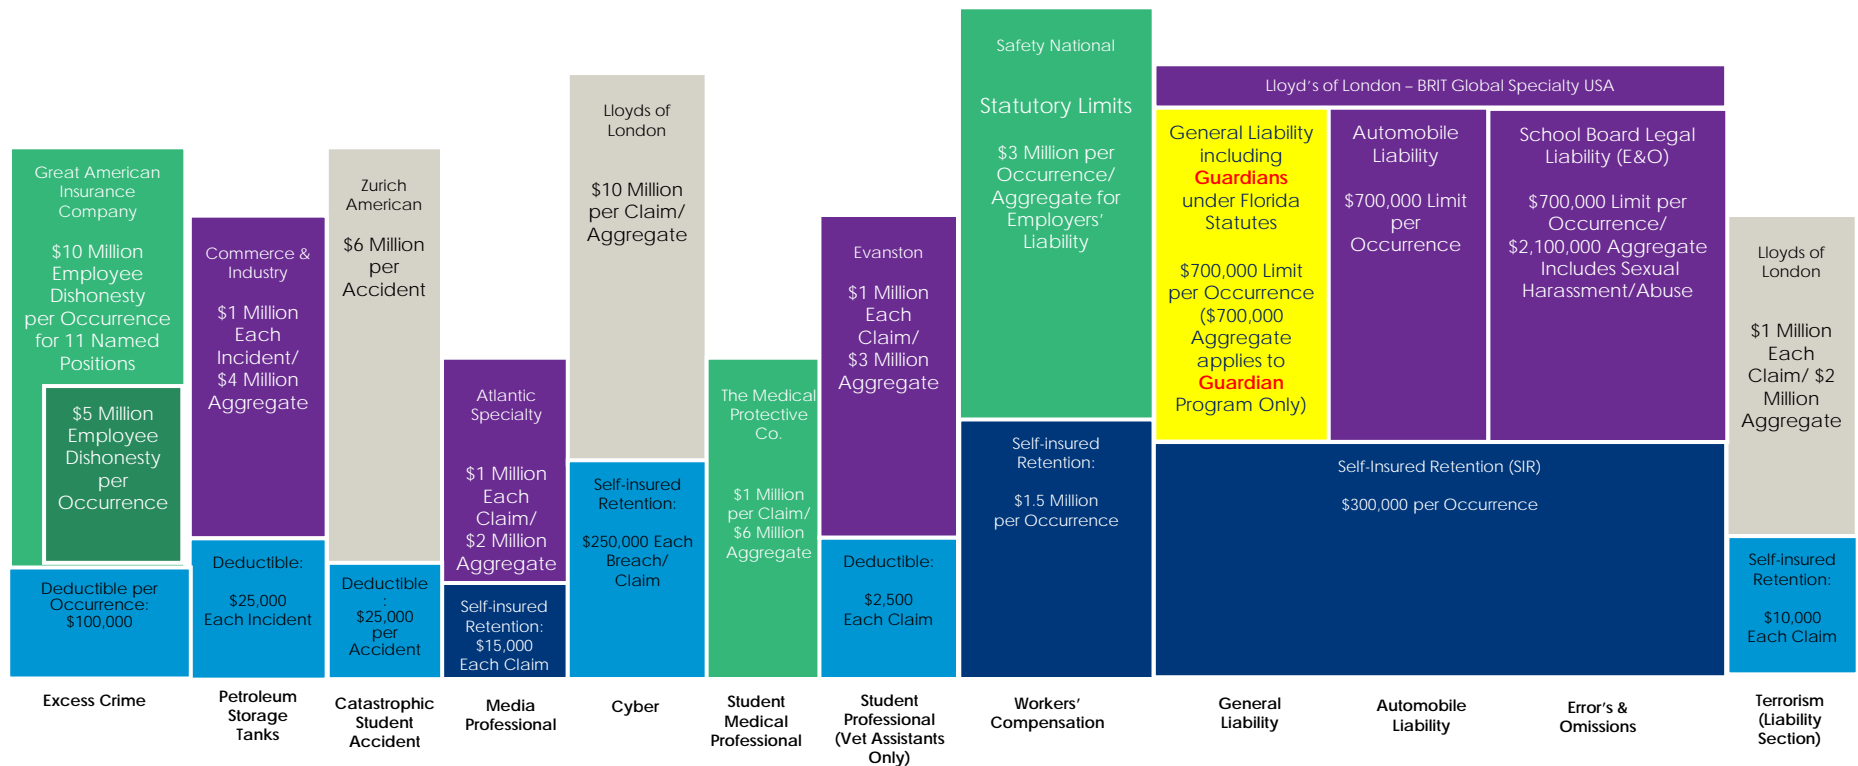 Great American
Insurance
Company
$10 Million
Employee
Dishonesty
per Occurrence
for 11 Named
Positions
$5 Million
Employee
Dishonesty
per
Occurrence
Deductible per
Occurrence:
$100,000
Excess Crime
Commerce &
Industry
$1 Million
Each
Incident/
$4 Million
Aggregate
Deductible:
$25,000
Each Incident
Petroleum
Storage
Tanks
Zurich
American
$6 Million
per
Accident
Deductible
:
$25,000
per
Accident
Catastrophic
Student
Accident
Atlantic
Specialty
$1 Million
Each
Claim/
$2 Million
Aggregate
Self-insured
Retention:
$15,000
Each Claim
Media
Professional
Lloyds of
London
$10 Million
per Claim/
Aggregate
Self-insured
Retention:
$250,000 Each
Breach/
Claim
Cyber
The Medical
Protective
Co.
$1 Million
per Claim/
$6 Million
Aggregate
Student
Medical
Professional
Evanston
$1 Million
Each
Claim/
$3 Million
Aggregate
Deductible:
$2,500
Each Claim
Student
Professional
(Vet Assistants
Only)
Safety National
Statutory Limits
$3 Million per
Occurrence/
Aggregate for
Employers'
Liability
Self-insured
Retention:
$1.5 Million
per Occurrence
Workers'
Compensation
Lloyd's of London – BRIT Global Specialty USA
General Liability
including
Guardians
under Florida
Statutes
$700,000 Limit
per Occurrence
($700,000
Aggregate
applies to
Guardian
Program Only)
Automobile
Liability
$700,000 Limit
per
Occurrence
School Board Legal
Liability (E&O)
$700,000 Limit per
Occurrence/
$2,100,000 Aggregate
Includes Sexual
Harassment/Abuse
Self-Insured Retention (SIR)
$300,000 per Occurrence
General
Liability
Automobile
Liability
Error's &
Omissions
Lloyds of
London
$1 Million
Each
Claim/ $2
Million
Aggregate
Self-insured
Retention:
$10,000
Each Claim
Terrorism
(Liability
Section)